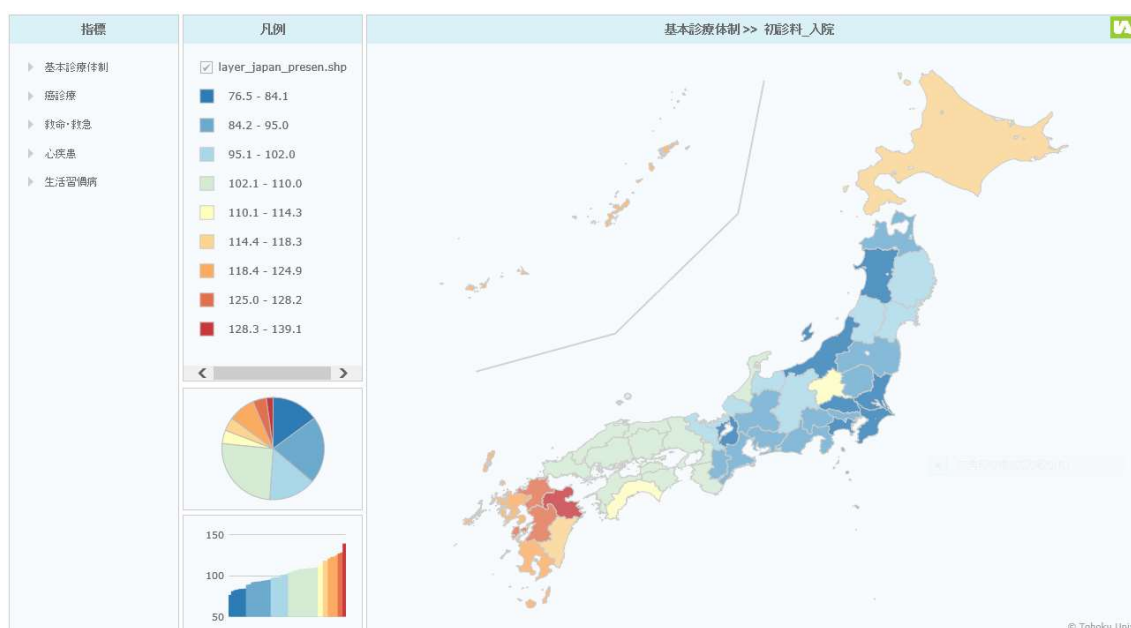 指標
基本診療体制
癌診療
救命・救急
心疾患
生活習慣病
凡例
layer_japan_presen.shp
76.5 - 84.1
84.2 - 95.0
95.1 - 102.0
102.1 - 110.0
110.1 - 114.3
114.4 - 118.3
118.4 - 124.9
125.0 - 128.2
128.3 - 139.1
150
100
50
基本診療体制 >> 初診料_入院
© Tohoku Univ